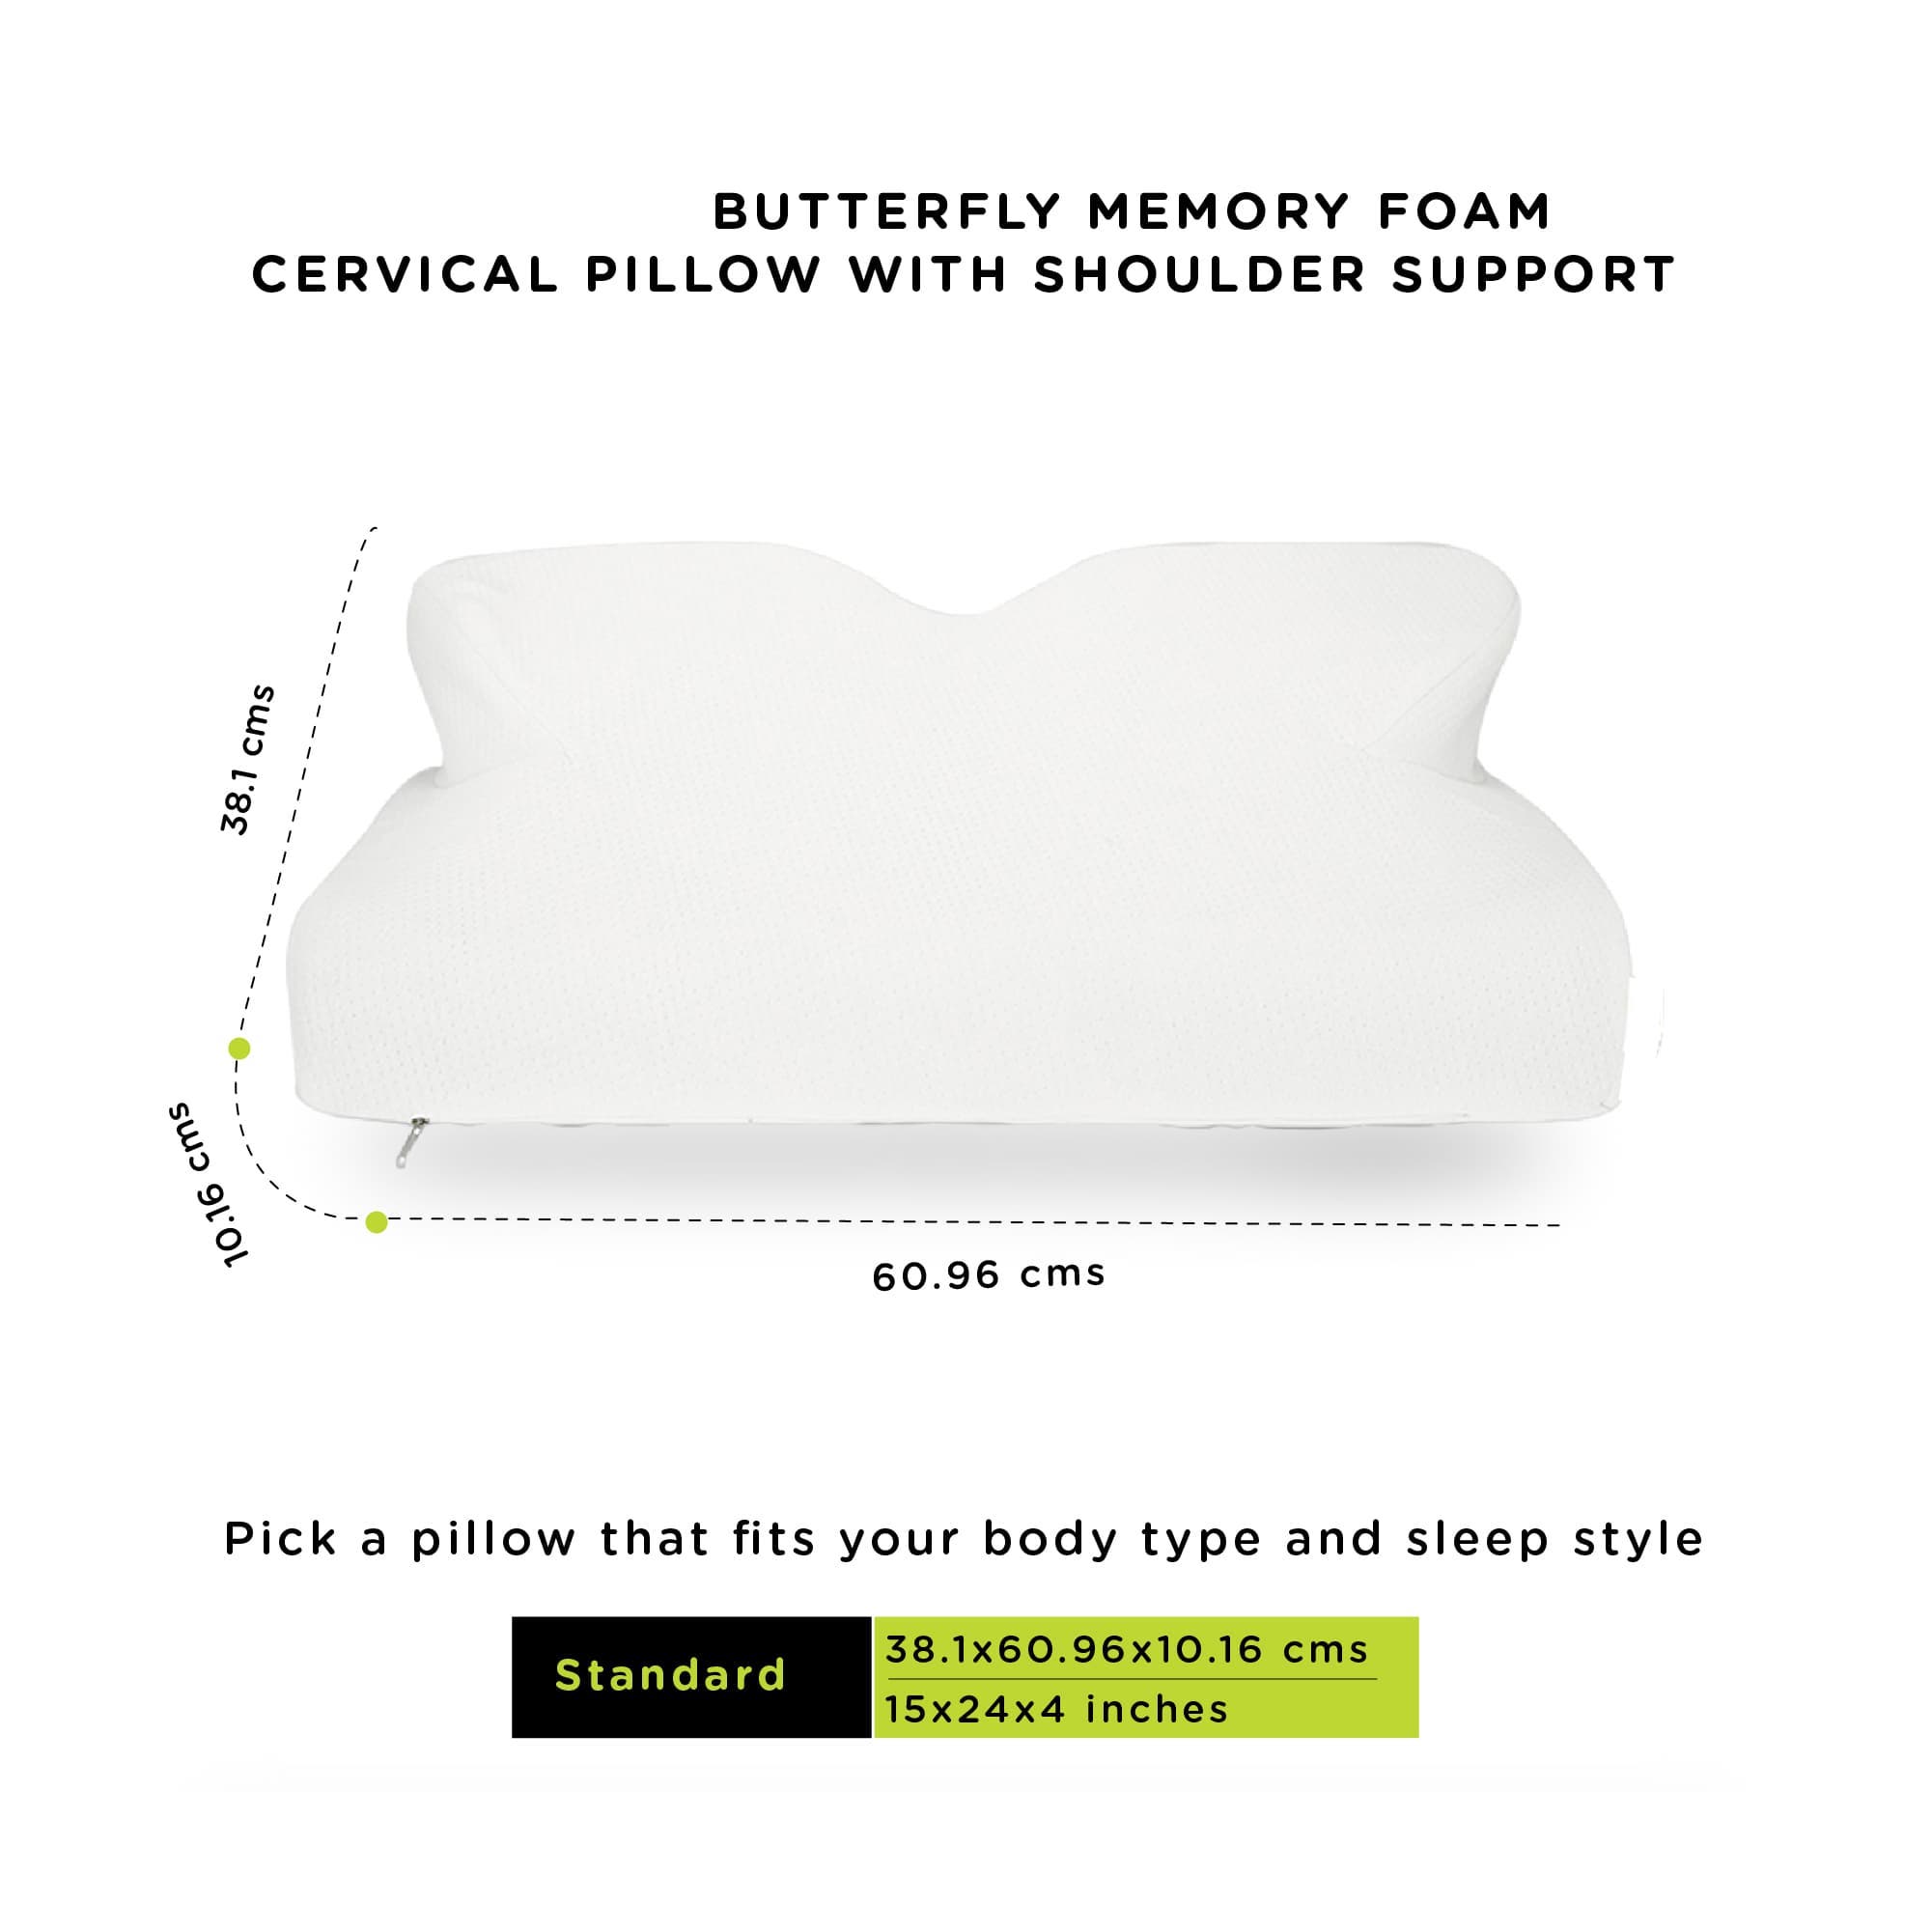 BUTTERFLY MEMORY FOAM
CERVICAL PILLOW WITH SHOULDER SUPPORT
38.1 cms
10.16 cms
60.96 cms
Pick a pillow that fits your body type and sleep style
Standard
38.1x60.96x10.16 cms
15x24x4 inches